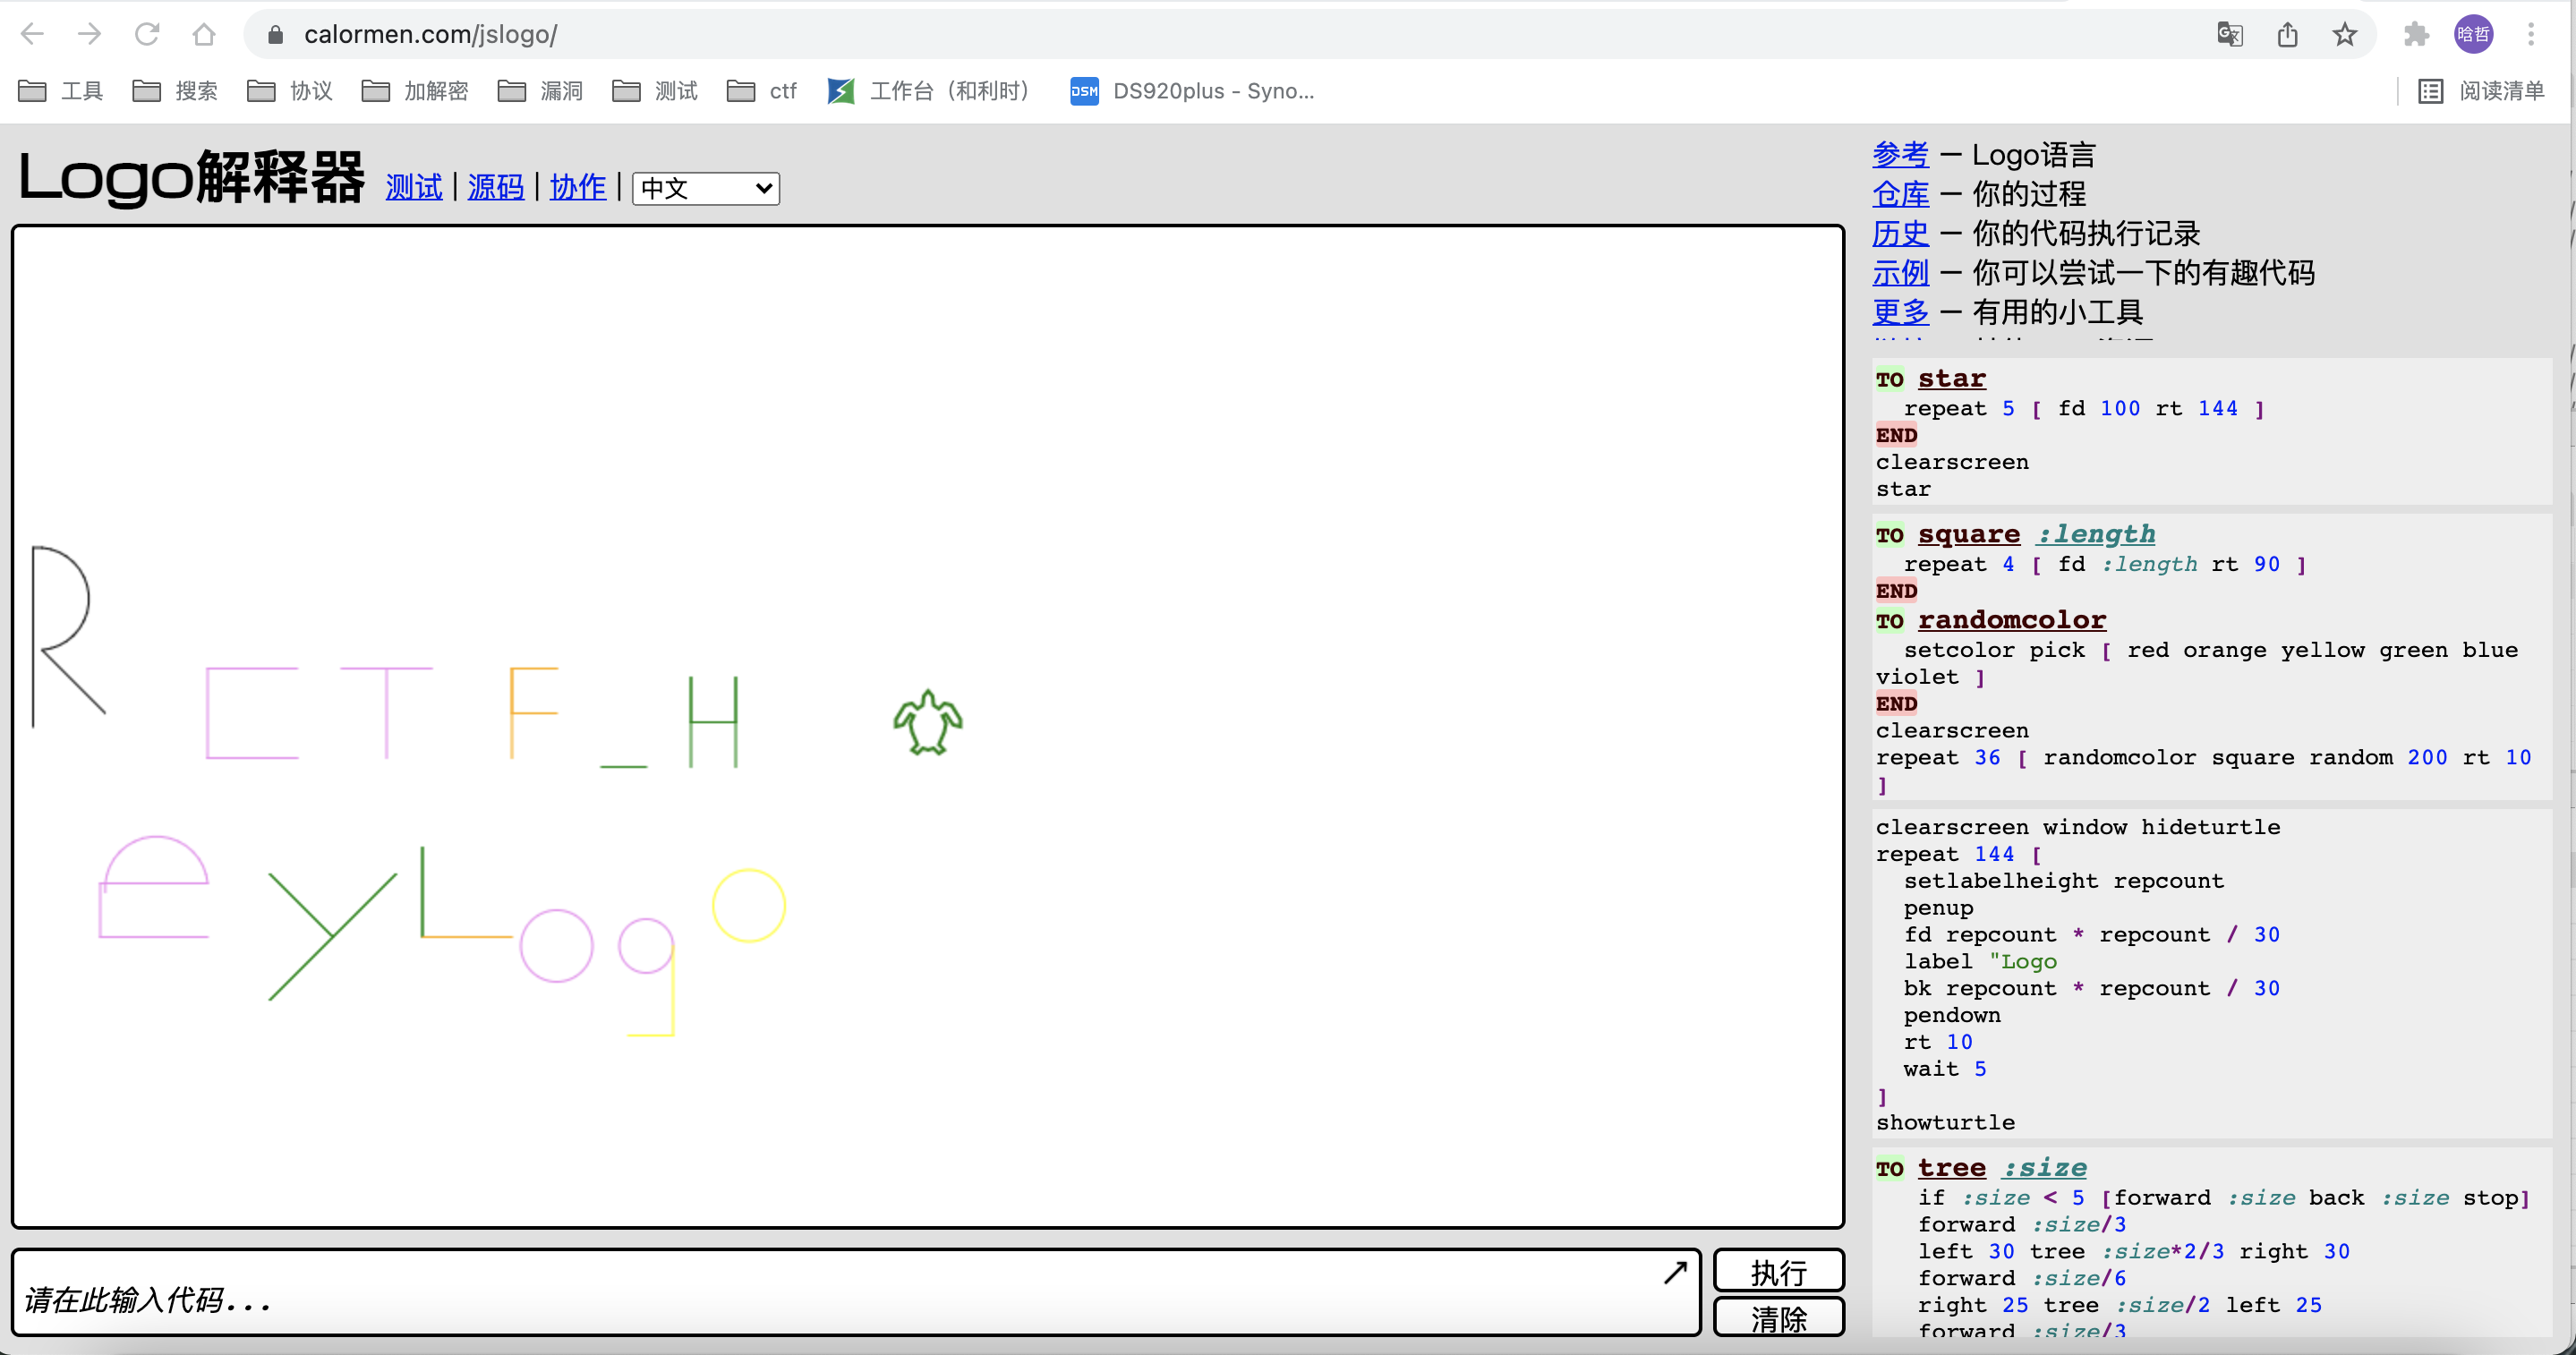 calormen.com/jslogo/
晗哲
工具
搜索
协议
加解密
漏洞
测试
ctf
工作台（和利时）
DSM
DS920plus - Syno...
阅读清单
Logo解释器
测试 | 源码 | 协作 | 中文
R
C T F _ H
e y L o g o
请在此输入代码...
执行
清除
参考 — Logo语言
仓库 — 你的过程
历史 — 你的代码执行记录
示例 — 你可以尝试一下的有趣代码
更多 — 有用的小工具
TO star
repeat 5 [ fd 100 rt 144 ]
END
clearscreen
star
TO square :length
repeat 4 [ fd :length rt 90 ]
END
TO randomcolor
setcolor pick [ red orange yellow green blue
violet ]
END
clearscreen
repeat 36 [ randomcolor square random 200 rt 10
]
clearscreen window hideturtle
repeat 144 [
setlabelheight repcount
penup
fd repcount * repcount / 30
label "Logo
bk repcount * repcount / 30
pendown
rt 10
wait 5
]
showturtle
TO tree :size
if :size < 5 [forward :size back :size stop]
forward :size/3
left 30 tree :size*2/3 right 30
forward :size/6
right 25 tree :size/2 left 25
forward :size/3